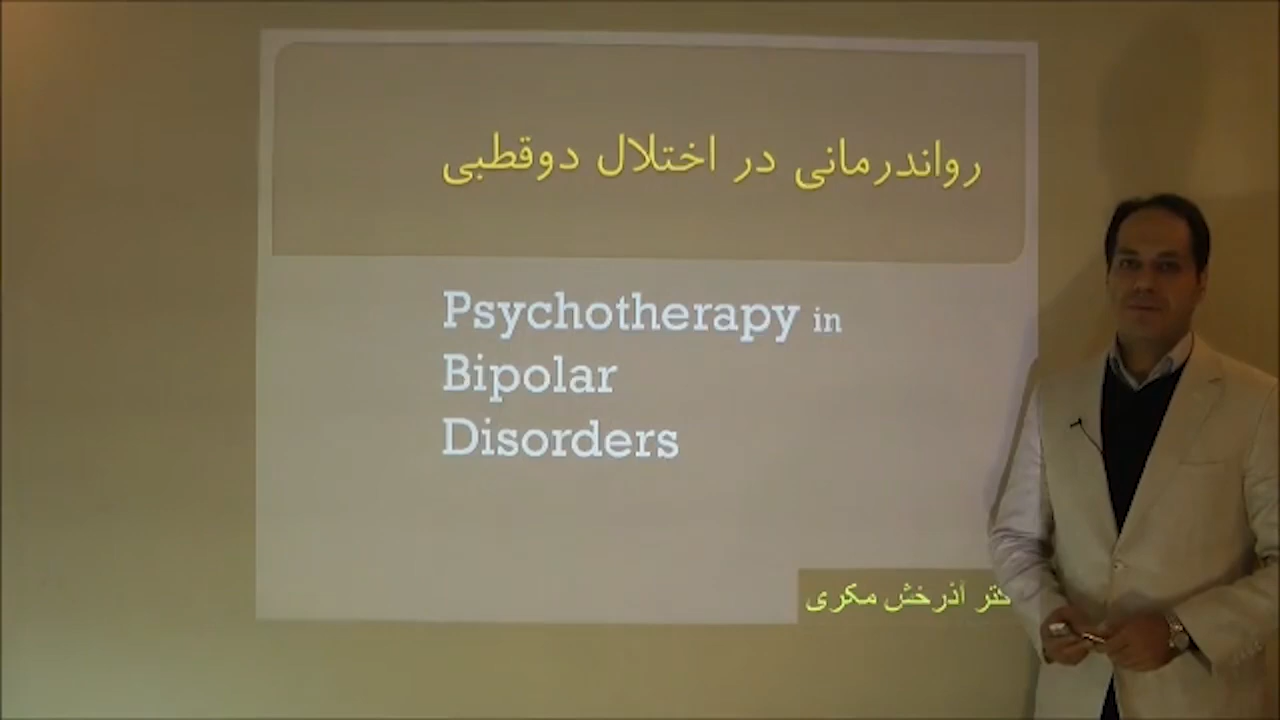 رواندرمانی در اختلال دوقطبی
Psychotherapy in
Bipolar
Disorders
آذرخش مکری